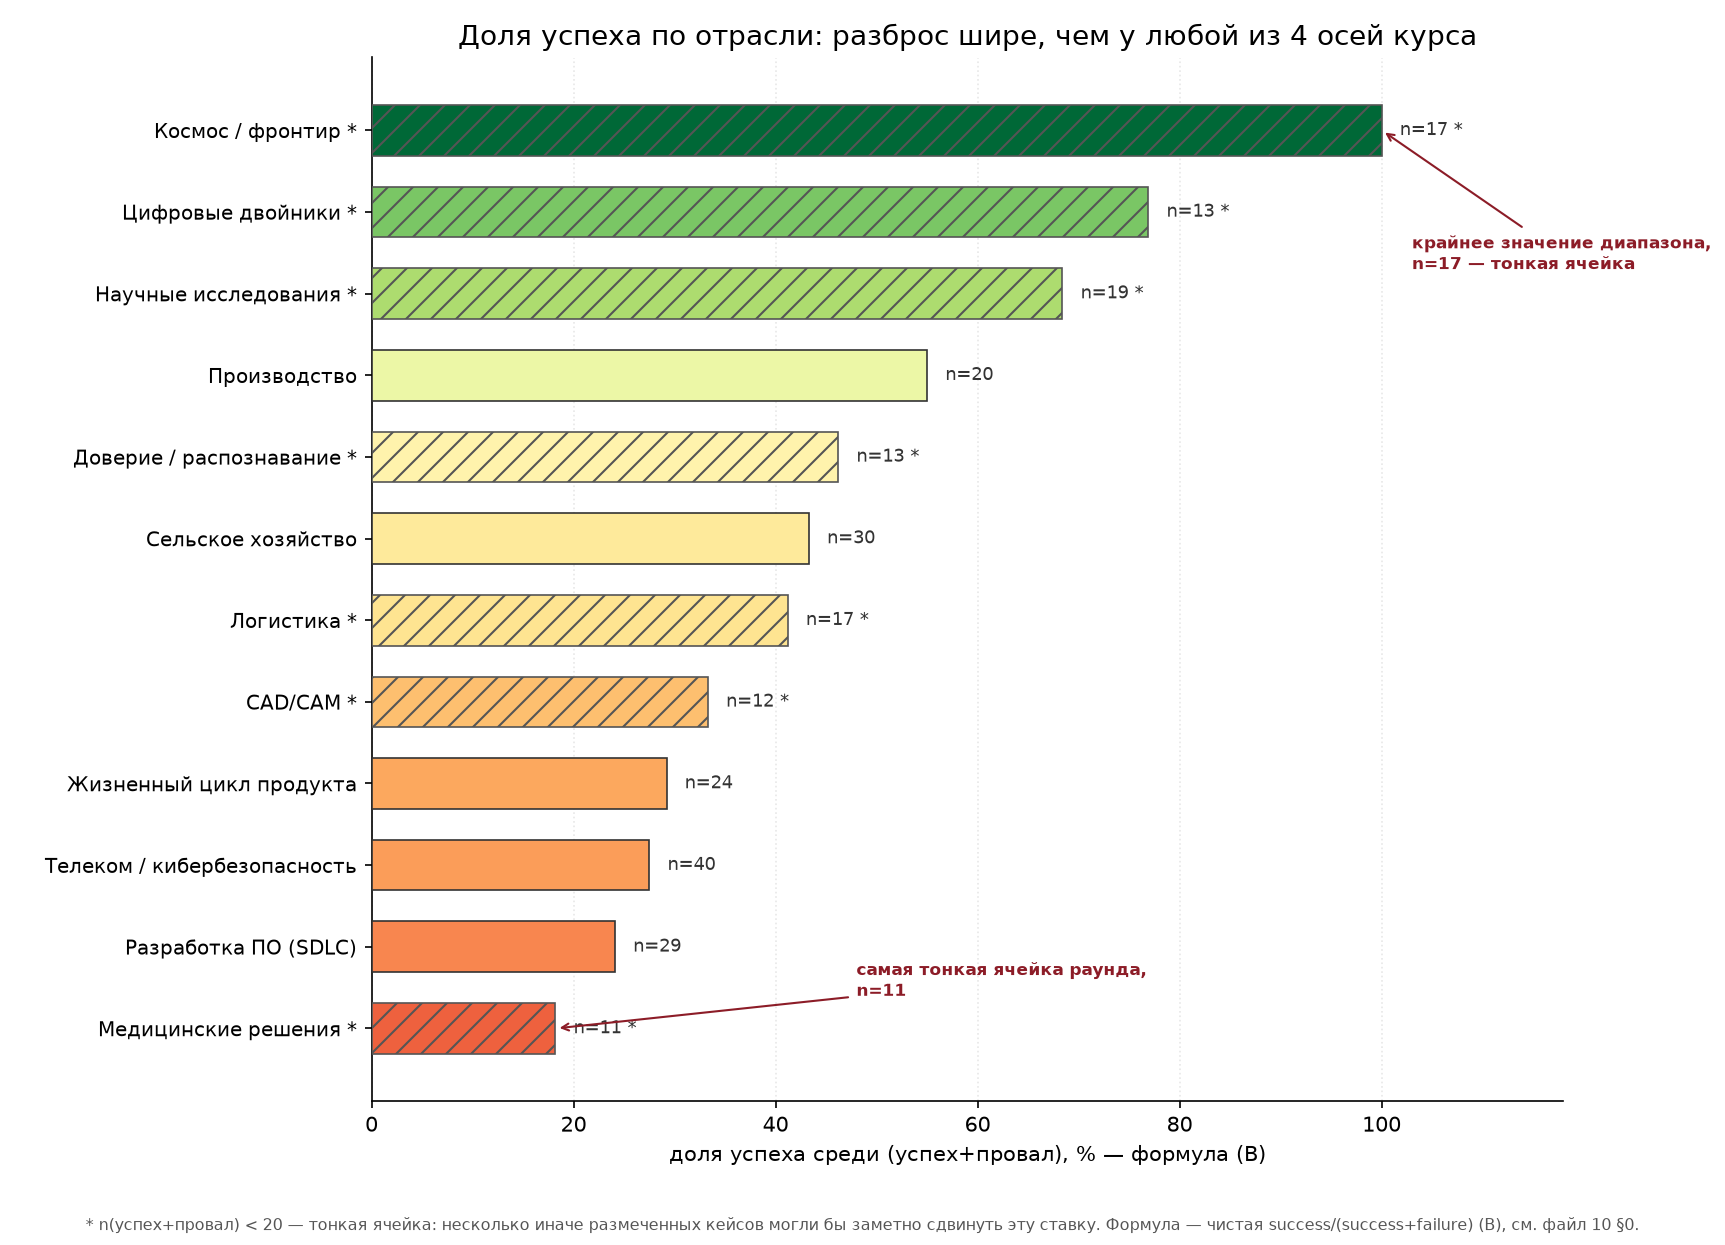 Доля успеха по отрасли: разброс шире, чем у любой из 4 осей курса
Космос / фронтир *
n=17 *
Цифровые двойники *
n=13 *
крайнее значение диапазона,
n=17 — тонкая ячейка
Научные исследования *
n=19 *
Производство
n=20
Доверие / распознавание *
n=13 *
Сельское хозяйство
n=30
Логистика *
n=17 *
CAD/CAM *
n=12 *
Жизненный цикл продукта
n=24
Телеком / кибербезопасность
n=40
Разработка ПО (SDLC)
n=29
самая тонкая ячейка раунда,
n=11
Медицинские решения *
n=11 *
0 20 40 60 80 100
доля успеха среди (успех+провал), % — формула (B)
* n(успех+провал) < 20 — тонкая ячейка: несколько иначе размеченных кейсов могли бы заметно сдвинуть эту ставку. Формула — чистая success/(success+failure) (B), см. файл 10 §0.